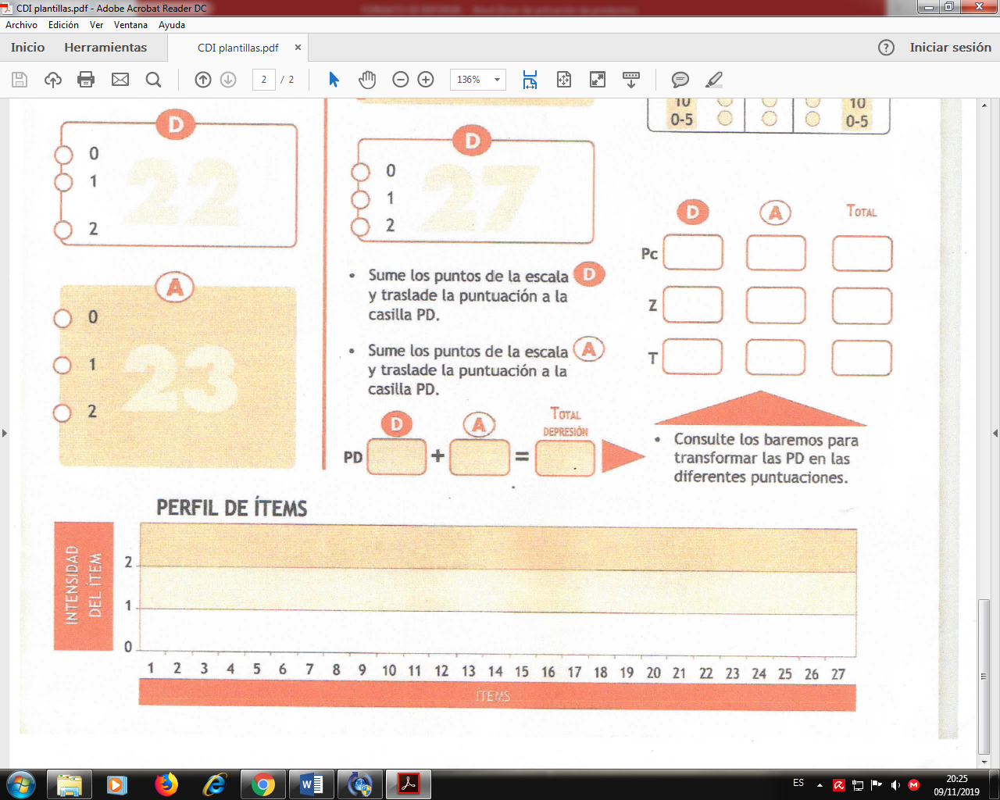 CDI plantillas.pdf - Adobe Acrobat Reader DC
Archivo Edición Ver Ventana Ayuda
Inicio Herramientas CDI plantillas.pdf × ? Iniciar sesión
2 / 2 136%
D
0
1
2
22
A
0
1
2
23
D
0
1
2
27
• Sume los puntos de la escala D
y traslade la puntuación a la
casilla PD.
• Sume los puntos de la escala A
y traslade la puntuación a la
casilla PD.
D A TOTAL
DEPRESIÓN
PD + =
10 10
0-5 0-5
D A TOTAL
Pc
Z
T
• Consulte los baremos para
transformar las PD en las
diferentes puntuaciones.
PERFIL DE ÍTEMS
INTENSIDAD
DEL ÍTEM
2
1
0
1 2 3 4 5 6 7 8 9 10 11 12 13 14 15 16 17 18 19 20 21 22 23 24 25 26 27
ÍTEMS
ES 20:25
09/11/2019